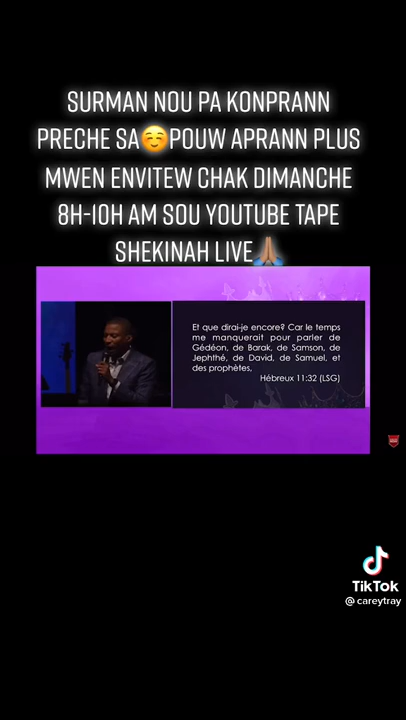 SURMAN NOU PA KONPRANN
PRECHE SA☺️POUW APRANN PLUS
MWEN ENVITEW CHAK DIMANCHE
8H-10H AM SOU YOUTUBE TAPE
SHEKINAH LIVE🙏🏽
Et que dirai-je encore? Car le temps
me manquerait pour parler de
Gédéon, de Barak, de Samson, de
Jephthé, de David, de Samuel, et
des prophètes,
Hébreux 11:32 (LSG)
TikTok
@careytray